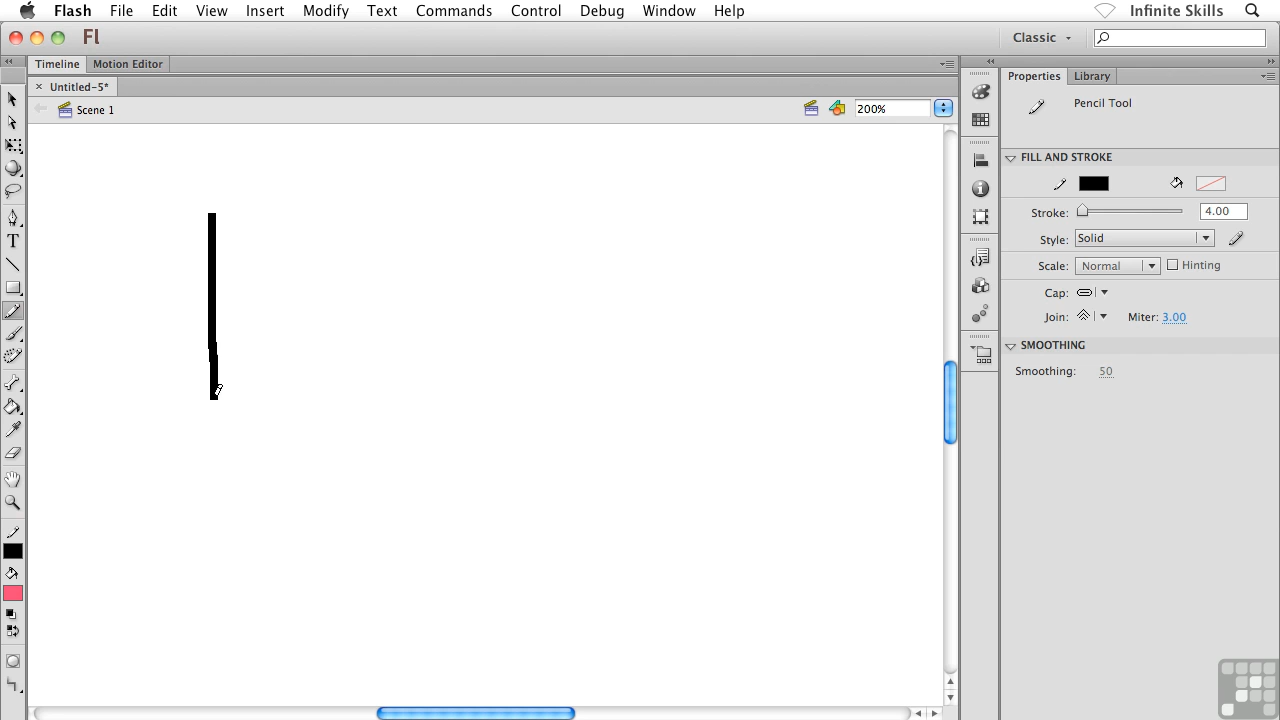 Flash File Edit View Insert Modify Text Commands Control Debug Window Help Infinite Skills
Fl Classic
Timeline Motion Editor
Properties Library
Untitled-5*
Scene 1 200%
Pencil Tool
FILL AND STROKE
Stroke: 4.00
Style: Solid
Scale: Normal Hinting
Cap:
Join: Miter: 3.00
SMOOTHING
Smoothing: 50